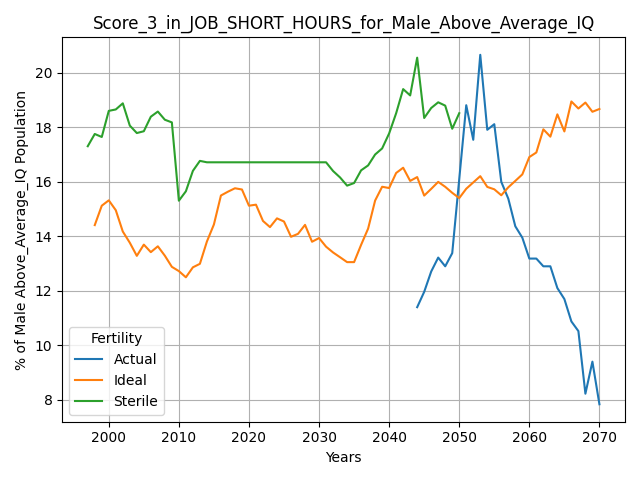 Score_3_in_JOB_SHORT_HOURS_for_Male_Above_Average_IQ
% of Male Above_Average_IQ Population
20
18
16
14
12
10
8
Fertility
Actual
Ideal
Sterile
2000 2010 2020 2030 2040 2050 2060 2070
Years